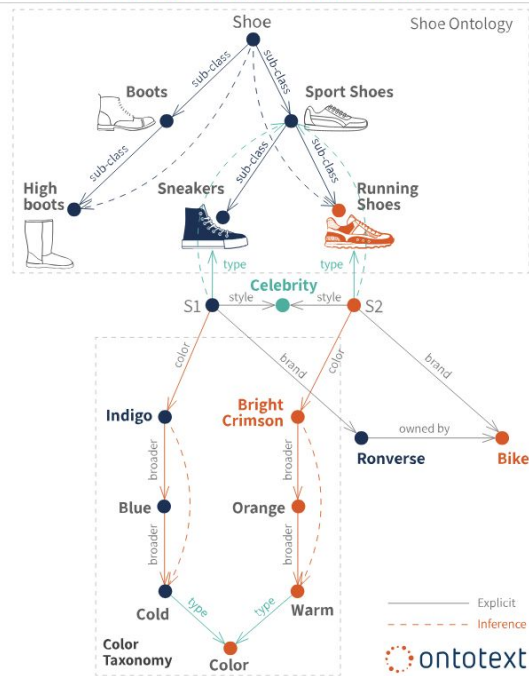 Shoe
Shoe Ontology
sub-class
sub-class
Boots
Sport Shoes
sub-class
sub-class
sub-class
High
boots
Sneakers
Running
Shoes
type
type
Celebrity
S1
style
style
S2
color
brand
color
brand
Indigo
Bright
Crimson
owned by
Ronverse
Bike
broader
broader
Blue
Orange
broader
broader
Cold
type
type
Warm
Color
Taxonomy
Color
Explicit
Inference
ontotext